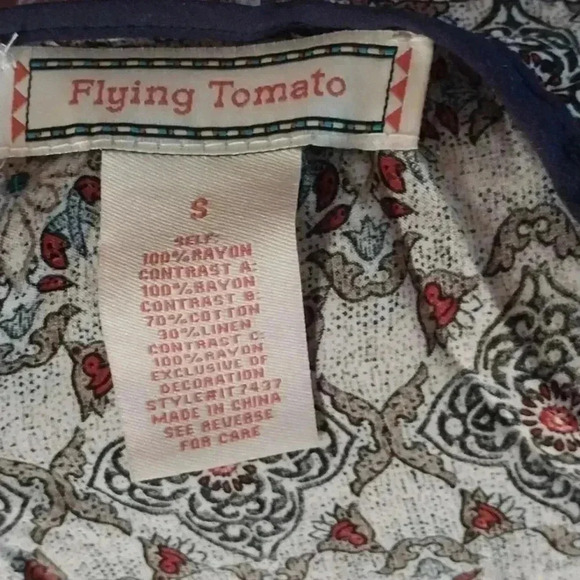 Flying Tomato
S
SELF:
100%RAYON
CONTRAST A:
100%RAYON
CONTRAST B:
70%COTTON
30%LINEN
CONTRAST C:
100%RAYON
EXCLUSIVE OF
DECORATION
STYLE#IT7437
MADE IN CHINA
SEE REVERSE
FOR CARE